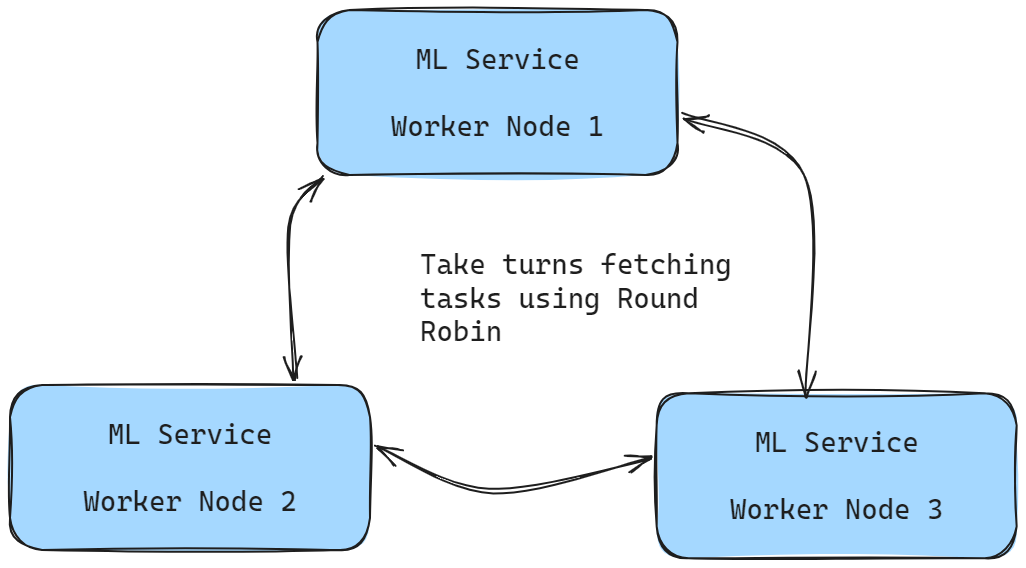 ML Service
Worker Node 1
Take turns fetching
tasks using Round
Robin
ML Service
Worker Node 2
ML Service
Worker Node 3